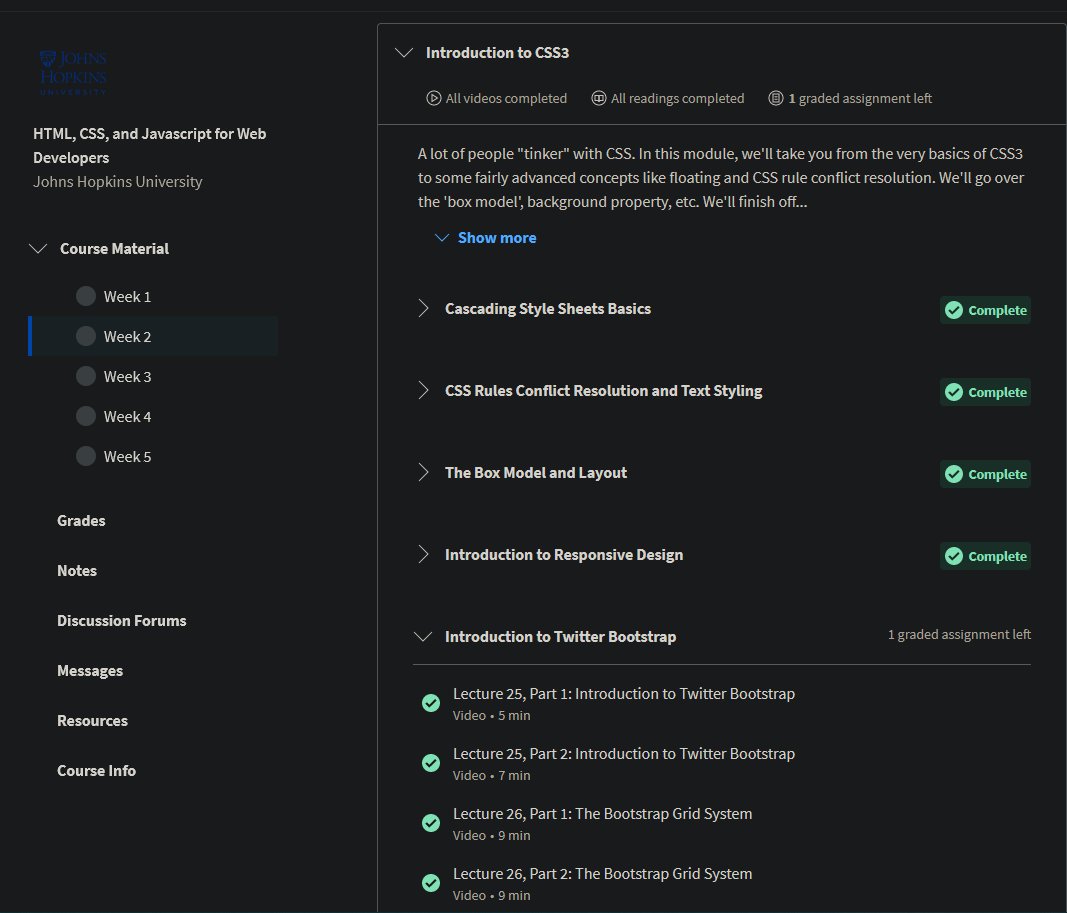 JOHNS
HOPKINS
UNIVERSITY
HTML, CSS, and Javascript for Web
Developers
Johns Hopkins University
Course Material
Week 1
Week 2
Week 3
Week 4
Week 5
Grades
Notes
Discussion Forums
Messages
Resources
Course Info
Introduction to CSS3
All videos completed
All readings completed
1 graded assignment left
A lot of people "tinker" with CSS. In this module, we'll take you from the very basics of CSS3
to some fairly advanced concepts like floating and CSS rule conflict resolution. We'll go over
the 'box model', background property, etc. We'll finish off...
Show more
Cascading Style Sheets Basics
Complete
CSS Rules Conflict Resolution and Text Styling
Complete
The Box Model and Layout
Complete
Introduction to Responsive Design
Complete
Introduction to Twitter Bootstrap
1 graded assignment left
Lecture 25, Part 1: Introduction to Twitter Bootstrap
Video • 5 min
Lecture 25, Part 2: Introduction to Twitter Bootstrap
Video • 7 min
Lecture 26, Part 1: The Bootstrap Grid System
Video • 9 min
Lecture 26, Part 2: The Bootstrap Grid System
Video • 9 min